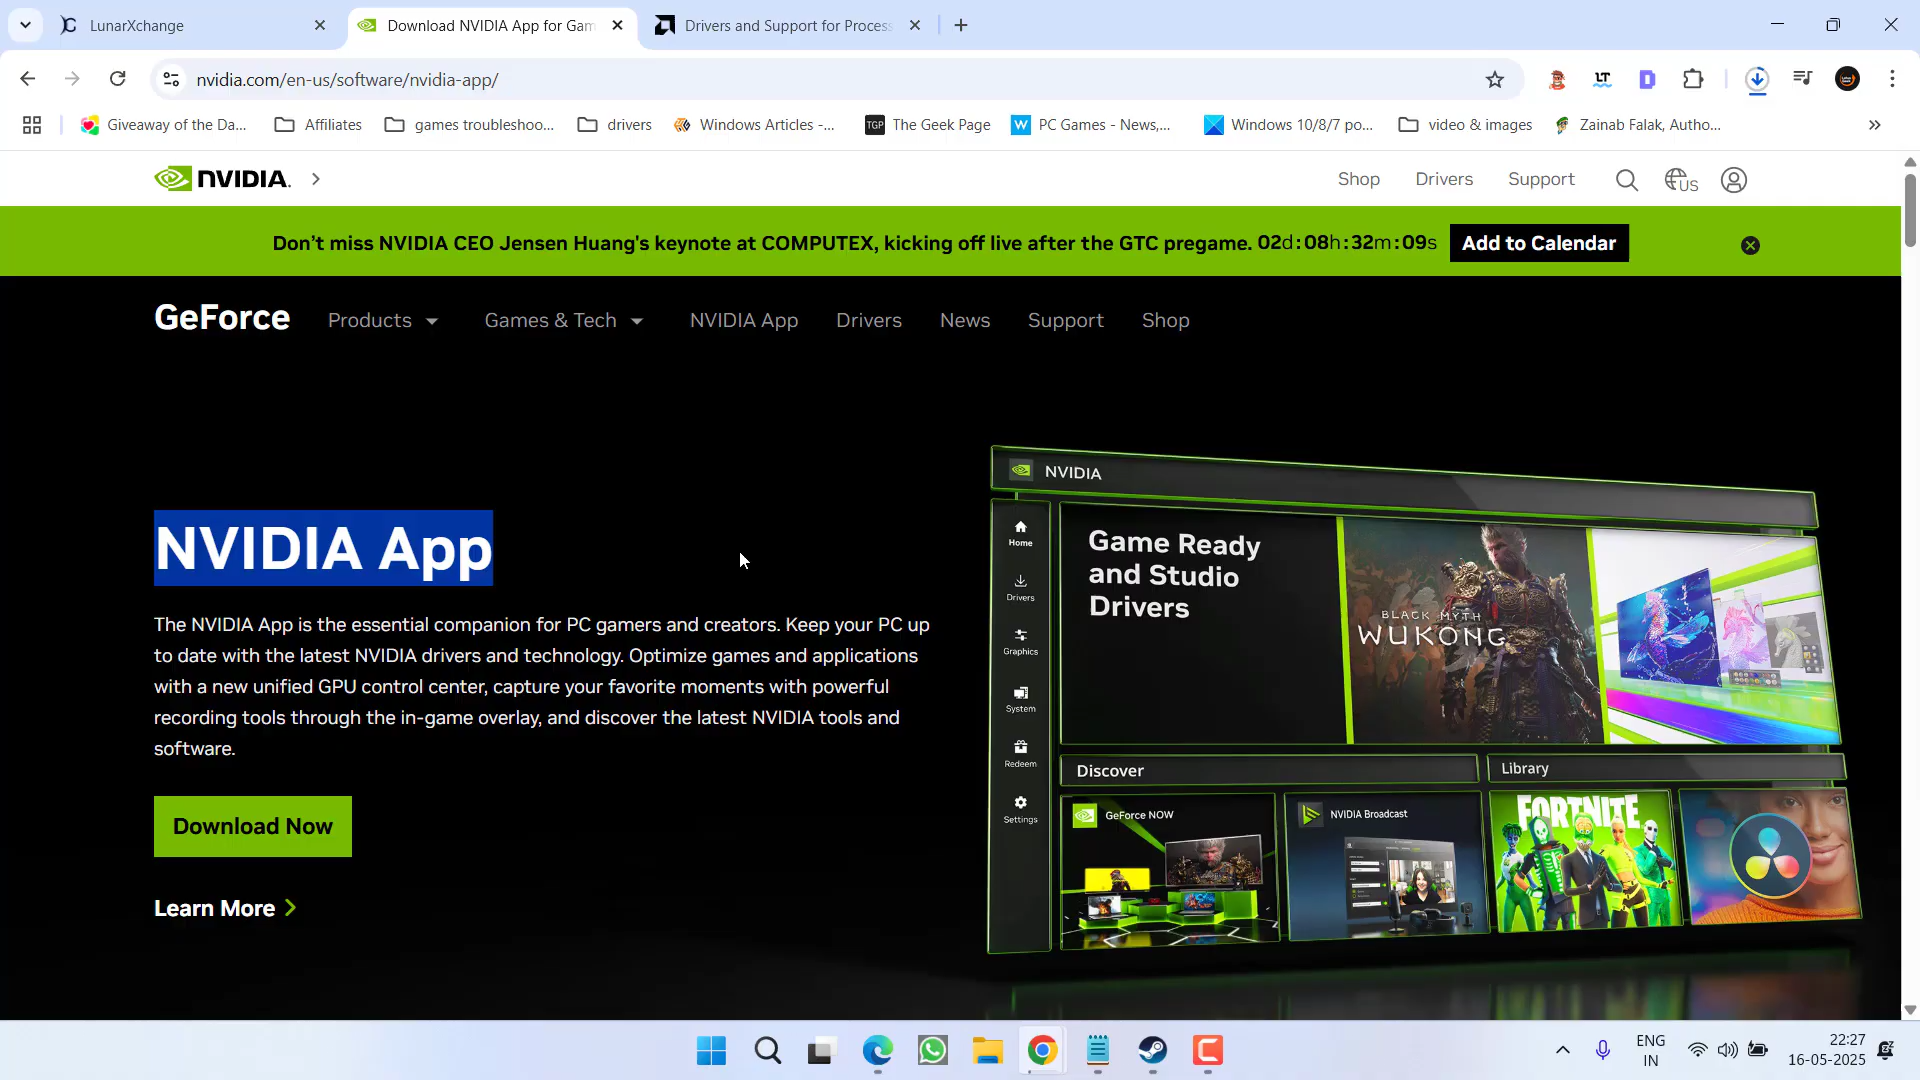 LunarXchange
Download NVIDIA App for Gam
Drivers and Support for Process
nvidia.com/en-us/software/nvidia-app/
LT
D
Giveaway of the Da...
Affiliates
games troubleshoo...
drivers
Windows Articles -...
TGP The Geek Page
W PC Games - News,...
Windows 10/8/7 po...
video & images
Zainab Falak, Autho...
NVIDIA.
Shop
Drivers
Support
US
Don't miss NVIDIA CEO Jensen Huang's keynote at COMPUTEX, kicking off live after the GTC pregame. 02d:08h:32m:09s
Add to Calendar
GeForce
Products
Games & Tech
NVIDIA App
Drivers
News
Support
Shop
NVIDIA App
The NVIDIA App is the essential companion for PC gamers and creators. Keep your PC up
to date with the latest NVIDIA drivers and technology. Optimize games and applications
with a new unified GPU control center, capture your favorite moments with powerful
recording tools through the in-game overlay, and discover the latest NVIDIA tools and
software.
Download Now
Learn More
NVIDIA
Home
Drivers
Graphics
System
Redeem
Settings
Game Ready
and Studio
Drivers
BLACK MYTH
WUKONG
Discover
Library
GeForce NOW
NVIDIA Broadcast
FORTNITE
ENG
IN
22:27
16-05-2025